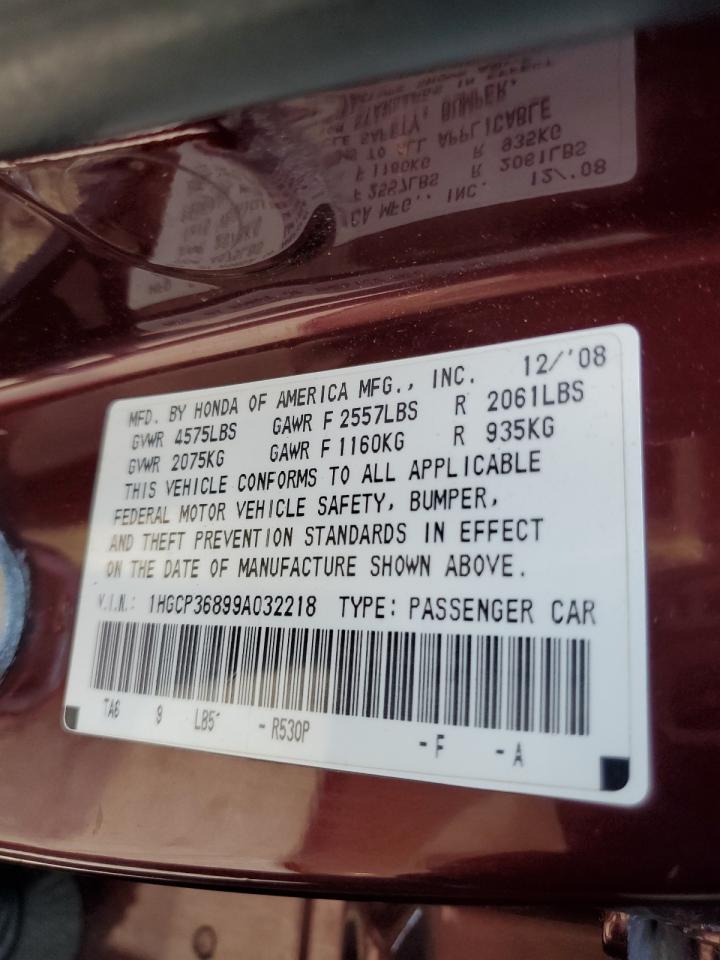 MFD. BY HONDA OF AMERICA MFG., INC. 12/'08
GVWR 4575LBS GAWR F 2557LBS R 2061LBS
GVWR 2075KG GAWR F 1160KG R 935KG
THIS VEHICLE CONFORMS TO ALL APPLICABLE
FEDERAL MOTOR VEHICLE SAFETY, BUMPER,
AND THEFT PREVENTION STANDARDS IN EFFECT
ON THE DATE OF MANUFACTURE SHOWN ABOVE.
V.I.N.: 1HGCP36899A032218 TYPE: PASSENGER CAR
TA6 9 LB5- -R530P -F -A